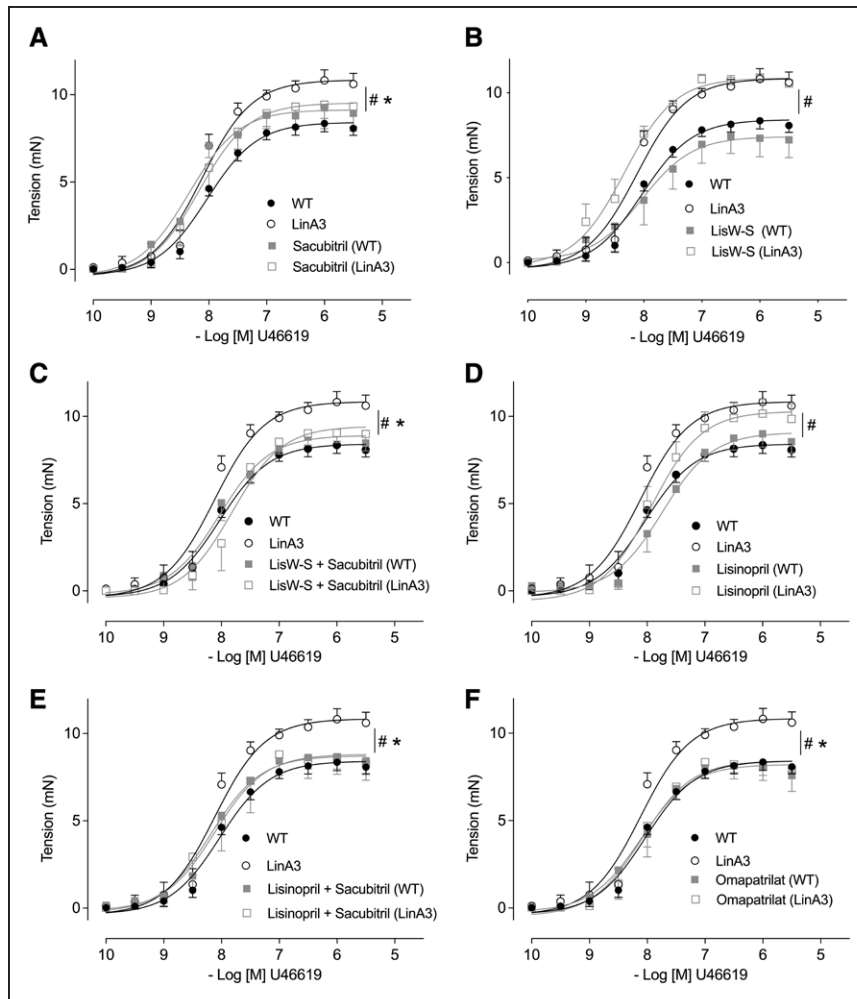 A
Tension (mN)
10
5
0
# *
WT
LinA3
Sacubitril (WT)
Sacubitril (LinA3)
10 9 8 7 6 5
- Log [M] U46619
B
Tension (mN)
10
5
0
#
WT
LinA3
LisW-S (WT)
LisW-S (LinA3)
10 9 8 7 6 5
- Log [M] U46619
C
Tension (mN)
10
5
0
# *
WT
LinA3
LisW-S + Sacubitril (WT)
LisW-S + Sacubitril (LinA3)
10 9 8 7 6 5
- Log [M] U46619
D
Tension (mN)
10
5
0
#
WT
LinA3
Lisinopril (WT)
Lisinopril (LinA3)
10 9 8 7 6 5
- Log [M] U46619
E
Tension (mN)
10
5
0
# *
WT
LinA3
Lisinopril + Sacubitril (WT)
Lisinopril + Sacubitril (LinA3)
10 9 8 7 6 5
- Log [M] U46619
F
Tension (mN)
10
5
0
# *
WT
LinA3
Omapatrilat (WT)
Omapatrilat (LinA3)
10 9 8 7 6 5
- Log [M] U46619